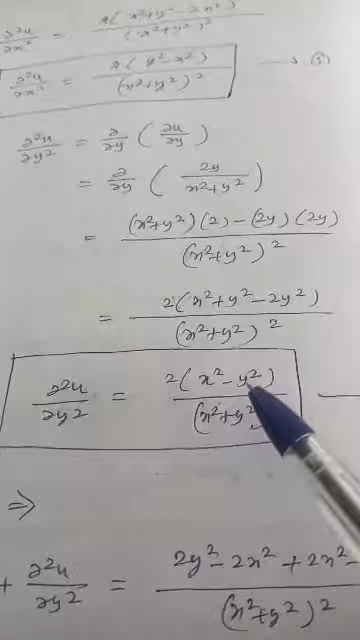 ∂²u/∂x² = 2(x²+y²-2x²)/(x²+y²)²
∂²u/∂x² = 2(y²-x²)/(x²+y²)² → ①
∂²u/∂y² = ∂/∂y (∂u/∂y)
= ∂/∂y (2y/(x²+y²))
= ((x²+y²)(2) - (2y)(2y))/(x²+y²)²
= 2(x²+y²-2y²)/(x²+y²)²
∂²u/∂y² = 2(x²-y²)/(x²+y²
⇒
+ ∂²u/∂y² = (2y²-2x²+2x²-)/(x²+y²)²